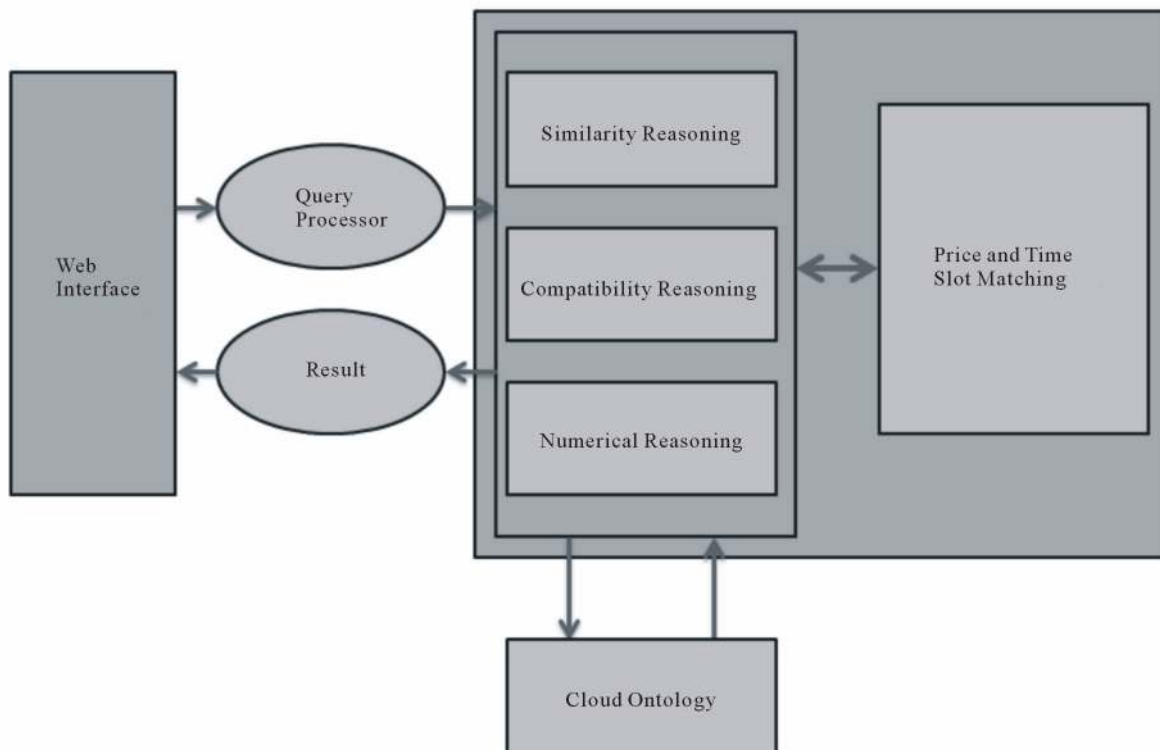 Web
Interface
Query
Processor
Result
Similarity Reasoning
Compatibility Reasoning
Numerical Reasoning
Price and Time
Slot Matching
Cloud Ontology